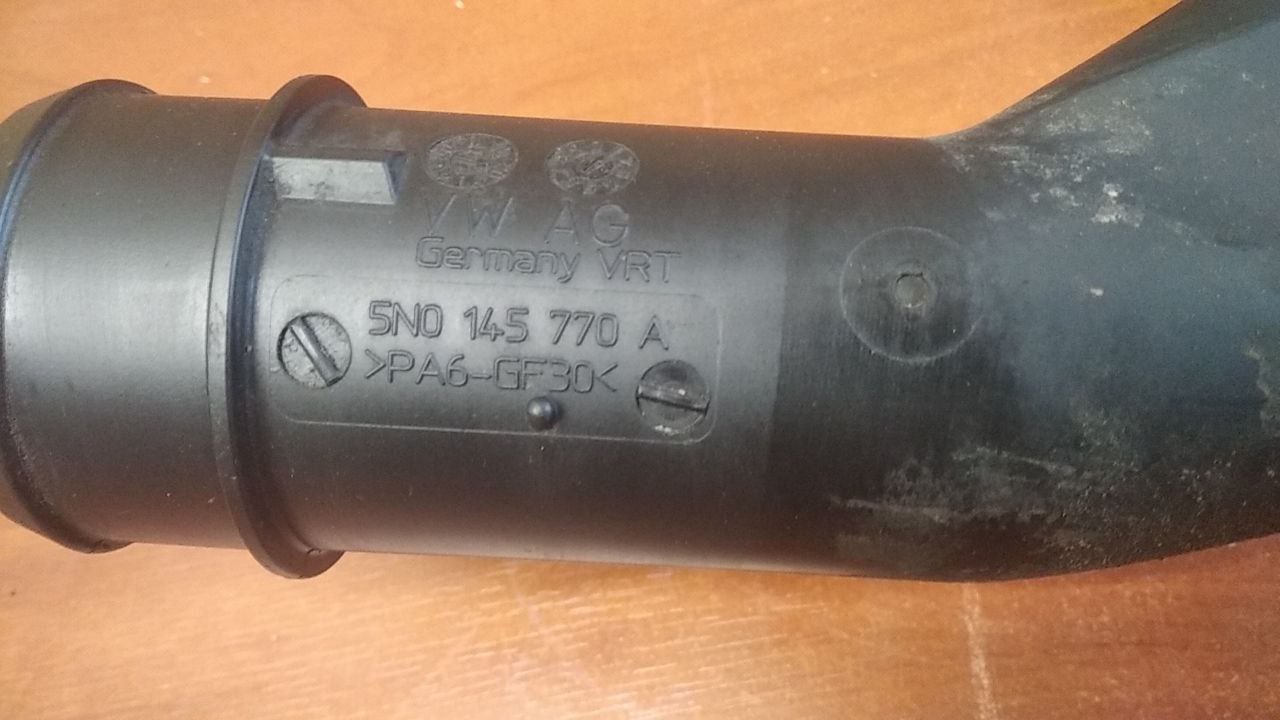 VW AG
Germany VRT
5N0 145 770 A
>PA6-GF30<